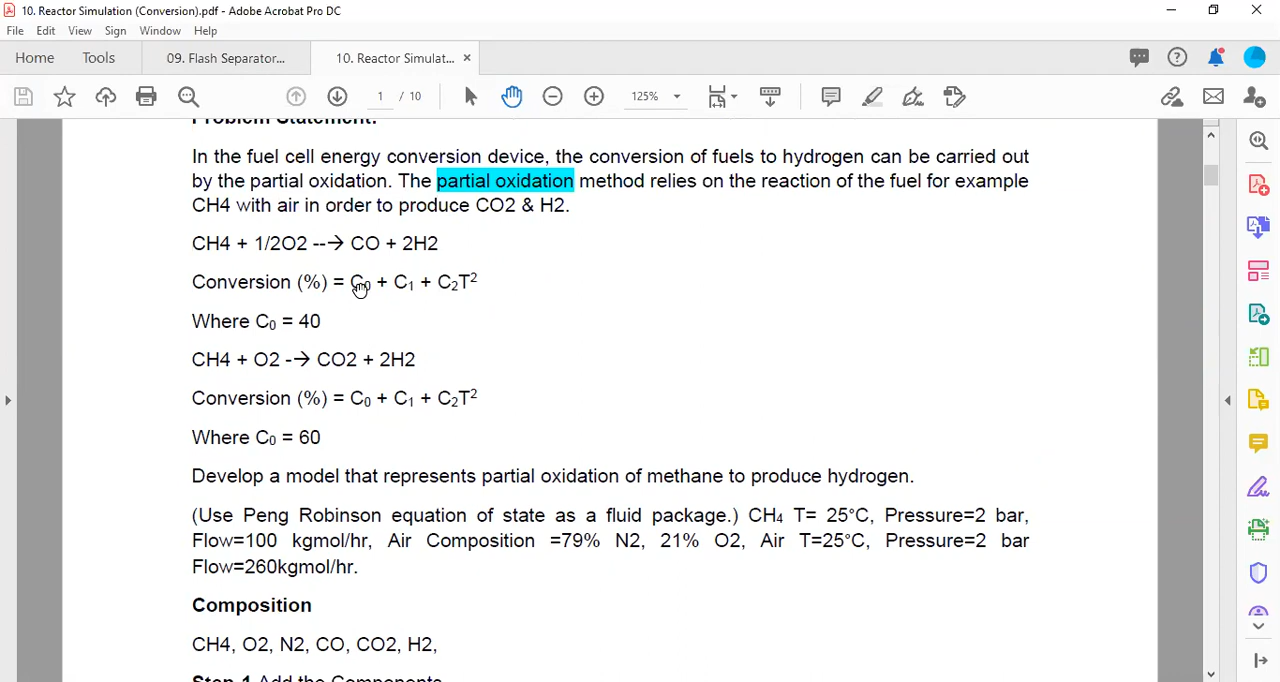 10. Reactor Simulation (Conversion).pdf - Adobe Acrobat Pro DC
File Edit View Sign Window Help
Home Tools 09. Flash Separator... 10. Reactor Simulat... ×
1 / 10 125%
Problem Statement:
In the fuel cell energy conversion device, the conversion of fuels to hydrogen can be carried out
by the partial oxidation. The partial oxidation method relies on the reaction of the fuel for example
CH4 with air in order to produce CO2 & H2.
CH4 + 1/2O2 --→ CO + 2H2
Conversion (%) = C₀ + C₁ + C₂T²
Where C₀ = 40
CH4 + O2 -→ CO2 + 2H2
Conversion (%) = C₀ + C₁ + C₂T²
Where C₀ = 60
Develop a model that represents partial oxidation of methane to produce hydrogen.
(Use Peng Robinson equation of state as a fluid package.) CH₄ T= 25°C, Pressure=2 bar,
Flow=100 kgmol/hr, Air Composition =79% N2, 21% O2, Air T=25°C, Pressure=2 bar
Flow=260kgmol/hr.
Composition
CH4, O2, N2, CO, CO2, H2,
Step-1 Add the Components